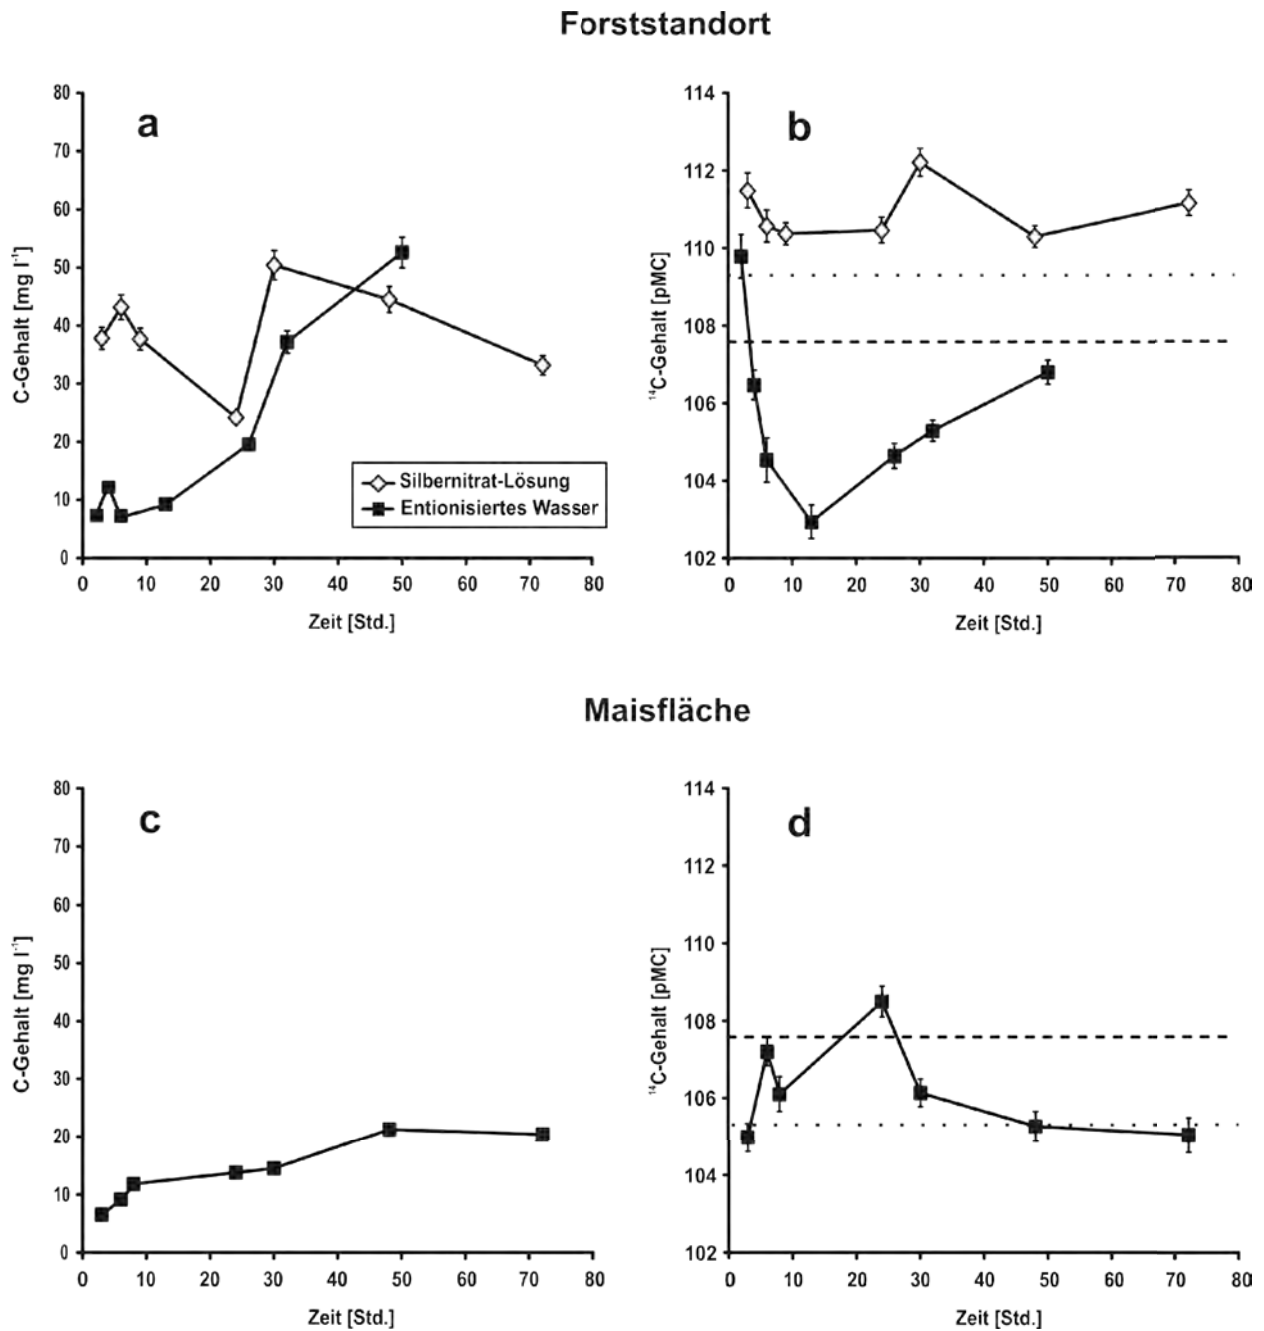 Forststandort
a
80
70
60
50
40
30
20
10
0
C-Gehalt [mg l⁻¹]
Silbernitrat-Lösung
Entionisiertes Wasser
0 10 20 30 40 50 60 70 80
Zeit [Std.]
b
114
112
110
108
106
104
102
¹⁴C-Gehalt [pMC]
0 10 20 30 40 50 60 70 80
Zeit [Std.]
Maisfläche
c
80
70
60
50
40
30
20
10
0
C-Gehalt [mg l⁻¹]
0 10 20 30 40 50 60 70 80
Zeit [Std.]
d
114
112
110
108
106
104
102
¹⁴C-Gehalt [pMC]
0 10 20 30 40 50 60 70 80
Zeit [Std.]